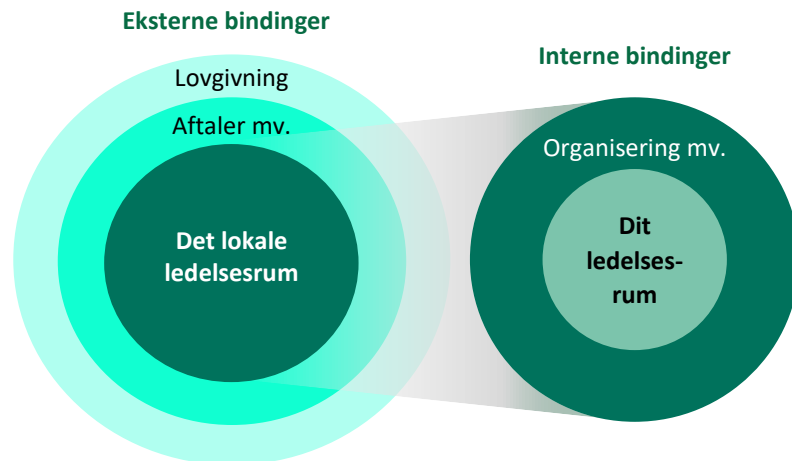 Eksterne bindinger
Lovgivning
Aftaler mv.
Det lokale
ledelsesrum
Interne bindinger
Organisering mv.
Dit
ledelses-
rum